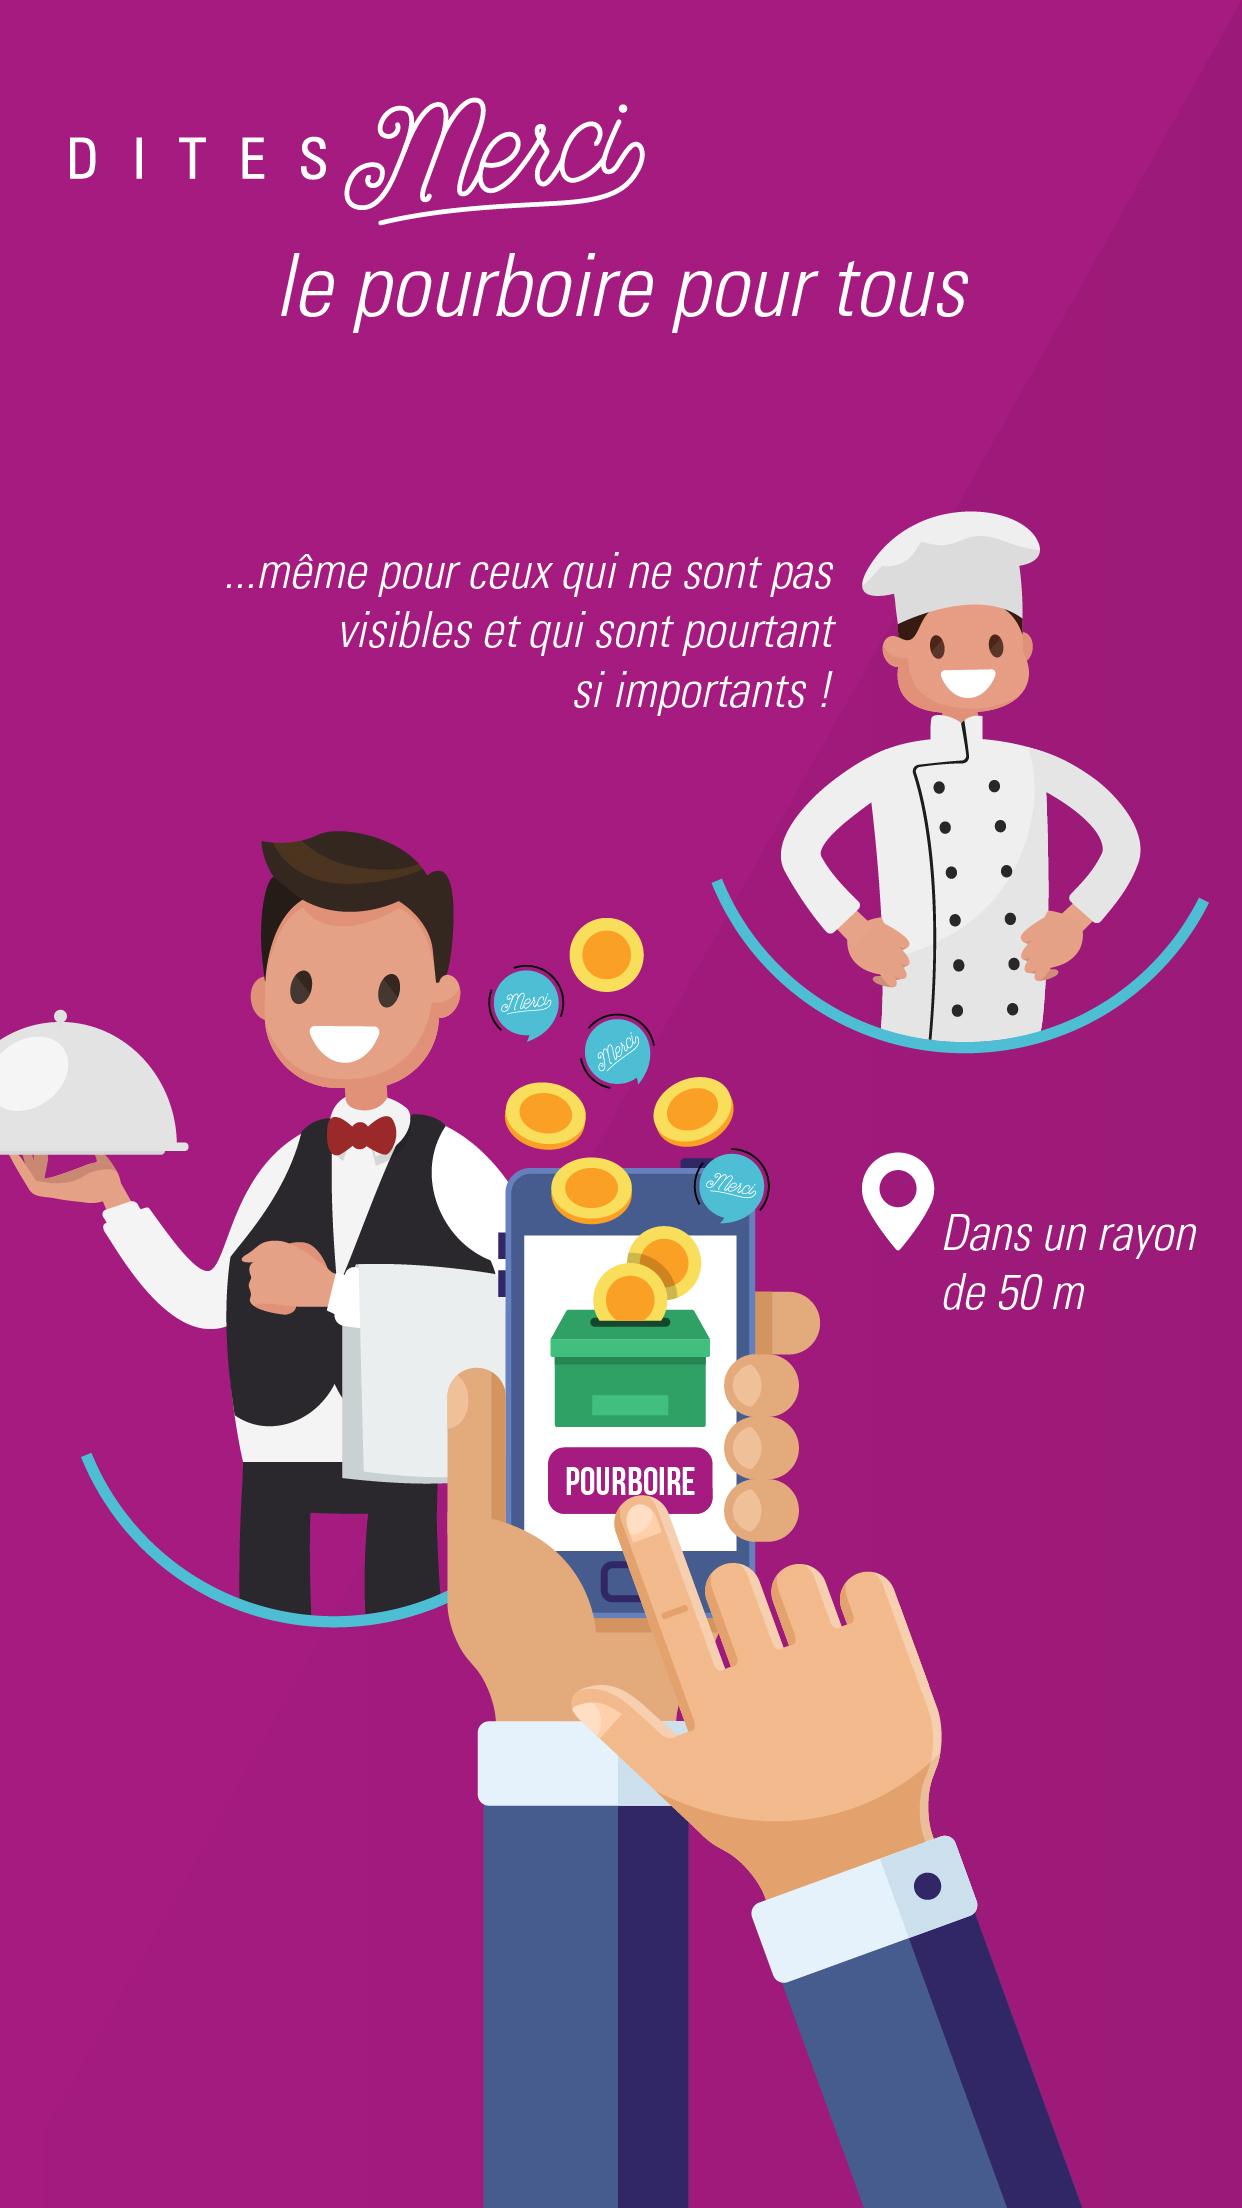 DITES Merci
le pourboire pour tous
...même pour ceux qui ne sont pas
visibles et qui sont pourtant
si importants !
Merci
Merci
Merci
Dans un rayon
de 50 m
POURBOIRE